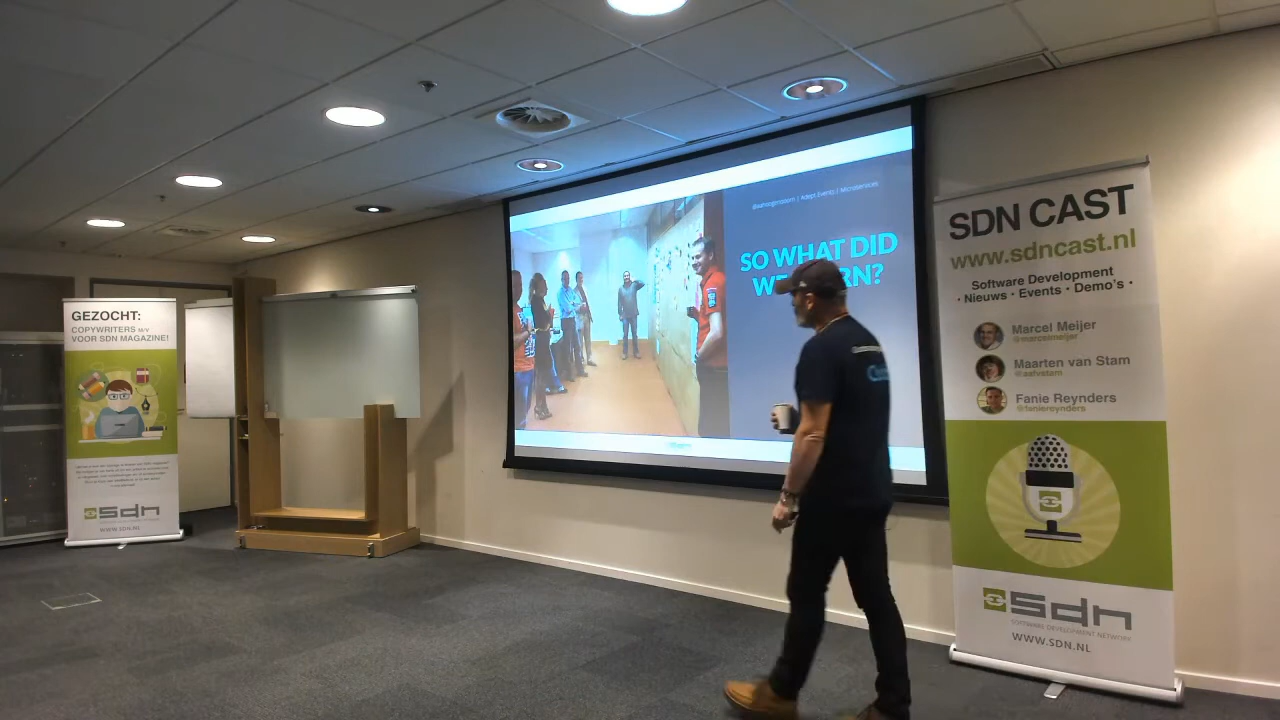 GEZOCHT:
COPYWRITERS M/V
VOOR SDN MAGAZINE!
sdn
WWW.SDN.NL
@aahoogendoorn | Adept Events | Microservices
SO WHAT DID
WE
RN?
SDN CAST
www.sdncast.nl
Software Development
• Nieuws • Events • Demo's •
Marcel Meijer
@marcelmeijer
Maarten van Stam
@aafvstam
Fanie Reynders
@faniereynders
sdn
SOFTWARE DEVELOPMENT NETWORK
WWW.SDN.NL